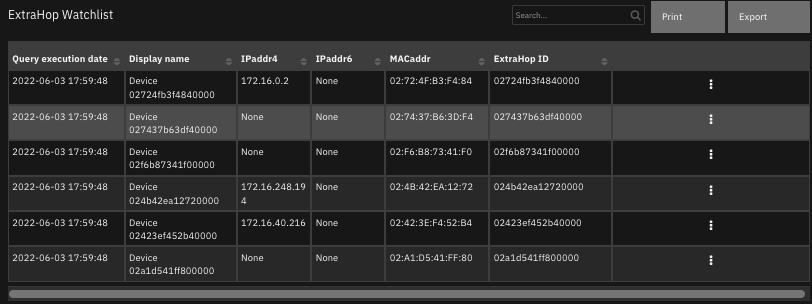 ExtraHop Watchlist
Search...
Print
Export
Query execution date Display name IPaddr4 IPaddr6 MACaddr ExtraHop ID
2022-06-03 17:59:48 Device 172.16.0.2 None 02:72:4F:B3:F4:84 02724fb3f4840000
02724fb3f4840000
2022-06-03 17:59:48 Device None None 02:74:37:B6:3D:F4 027437b63df40000
027437b63df40000
2022-06-03 17:59:48 Device None None 02:F6:B8:73:41:F0 02f6b87341f00000
02f6b87341f00000
2022-06-03 17:59:48 Device 172.16.248.19 None 02:4B:42:EA:12:72 024b42ea12720000
024b42ea12720000 4
2022-06-03 17:59:48 Device 172.16.40.216 None 02:42:3E:F4:52:B4 02423ef452b40000
02423ef452b40000
2022-06-03 17:59:48 Device None None 02:A1:D5:41:FF:80 02a1d541ff800000
02a1d541ff800000